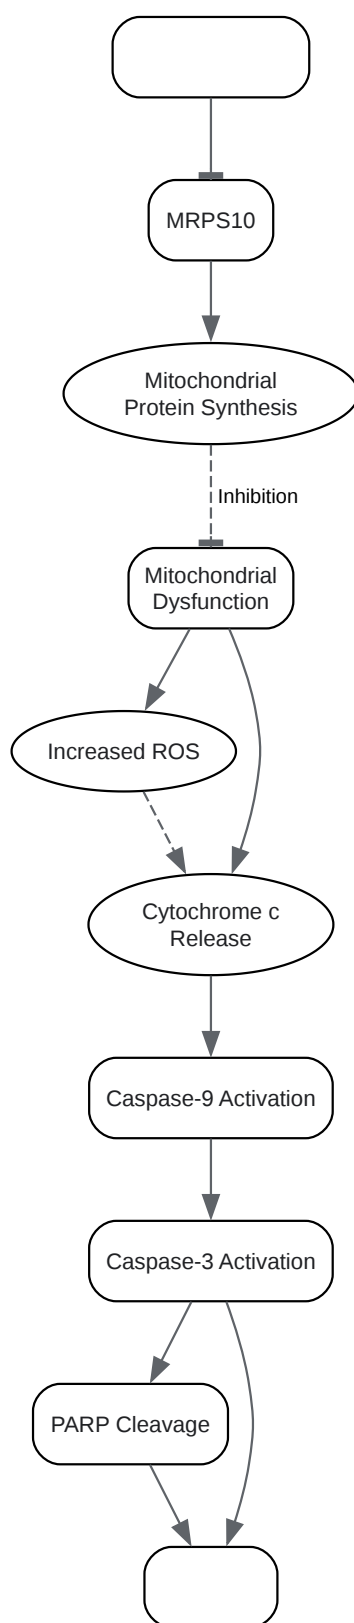 MRPS10
Mitochondrial
Protein Synthesis
Inhibition
Mitochondrial
Dysfunction
Increased ROS
Cytochrome c
Release
Caspase-9 Activation
Caspase-3 Activation
PARP Cleavage